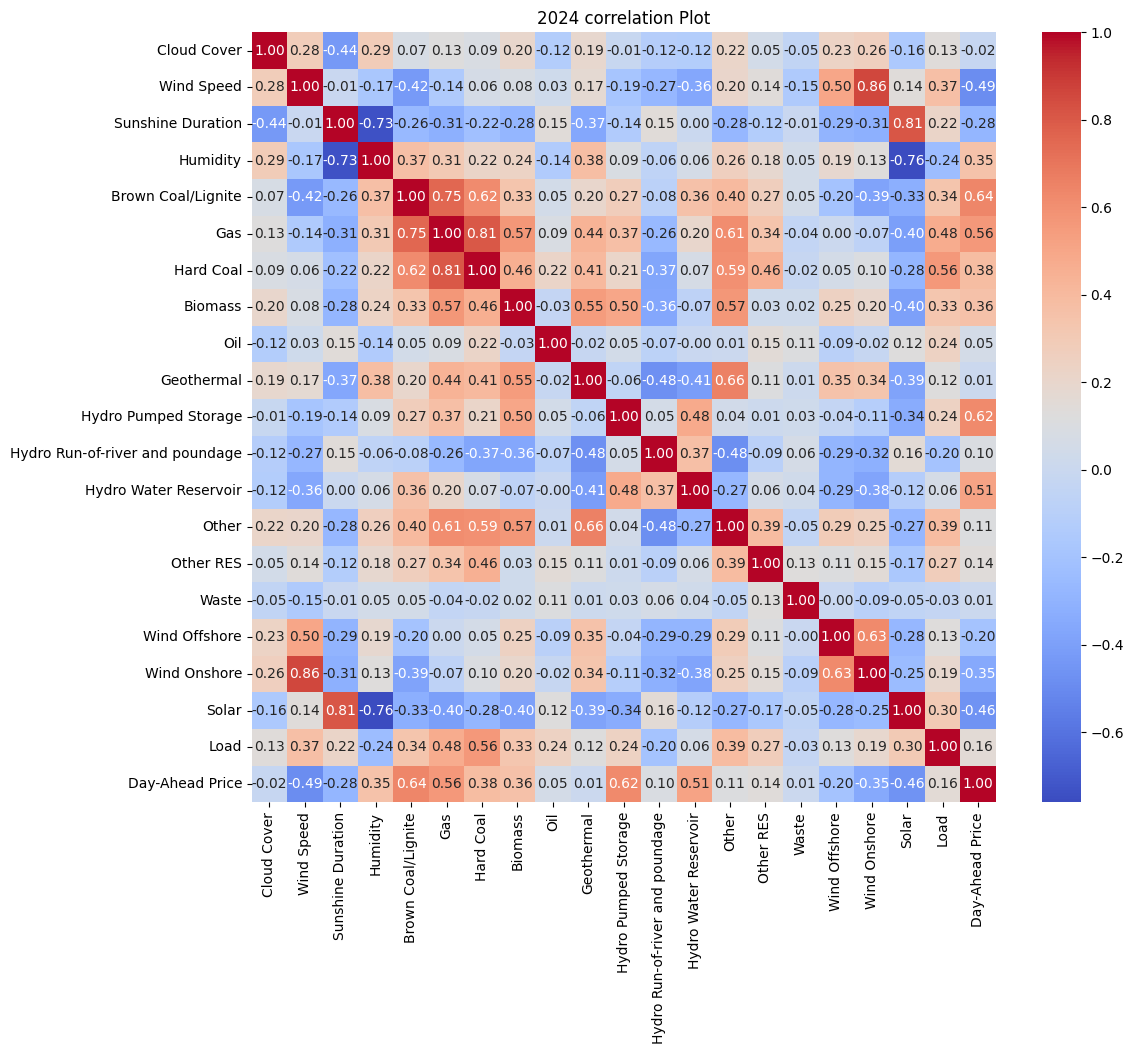 2024 correlation Plot
Cloud Cover 1.00 0.28 -0.44 0.29 0.07 0.13 0.09 0.20 -0.12 0.19 -0.01 -0.12 -0.12 0.22 0.05 -0.05 0.23 0.26 -0.16 0.13 -0.02
Wind Speed 0.28 1.00 -0.01 -0.17 -0.42 -0.14 0.06 0.08 0.03 0.17 -0.19 -0.27 -0.36 0.20 0.14 -0.15 0.50 0.86 0.14 0.37 -0.49
Sunshine Duration -0.44 -0.01 1.00 -0.73 -0.26 -0.31 -0.22 -0.28 0.15 -0.37 -0.14 0.15 0.00 -0.28 -0.12 -0.01 -0.29 -0.31 0.81 0.22 -0.28
Humidity 0.29 -0.17 -0.73 1.00 0.37 0.31 0.22 0.24 -0.14 0.38 0.09 -0.06 0.06 0.26 0.18 0.05 0.19 0.13 -0.76 -0.24 0.35
Brown Coal/Lignite 0.07 -0.42 -0.26 0.37 1.00 0.75 0.62 0.33 0.05 0.20 0.27 -0.08 0.36 0.40 0.27 0.05 -0.20 -0.39 -0.33 0.34 0.64
Gas 0.13 -0.14 -0.31 0.31 0.75 1.00 0.81 0.57 0.09 0.44 0.37 -0.26 0.20 0.61 0.34 -0.04 0.00 -0.07 -0.40 0.48 0.56
Hard Coal 0.09 0.06 -0.22 0.22 0.62 0.81 1.00 0.46 0.22 0.41 0.21 -0.37 0.07 0.59 0.46 -0.02 0.05 0.10 -0.28 0.56 0.38
Biomass 0.20 0.08 -0.28 0.24 0.33 0.57 0.46 1.00 -0.03 0.55 0.50 -0.36 -0.07 0.57 0.03 0.02 0.25 0.20 -0.40 0.33 0.36
Oil -0.12 0.03 0.15 -0.14 0.05 0.09 0.22 -0.03 1.00 -0.02 0.05 -0.07 -0.00 0.01 0.15 0.11 -0.09 -0.02 0.12 0.24 0.05
Geothermal 0.19 0.17 -0.37 0.38 0.20 0.44 0.41 0.55 -0.02 1.00 -0.06 -0.48 -0.41 0.66 0.11 0.01 0.35 0.34 -0.39 0.12 0.01
Hydro Pumped Storage -0.01 -0.19 -0.14 0.09 0.27 0.37 0.21 0.50 0.05 -0.06 1.00 0.05 0.48 0.04 0.01 0.03 -0.04 -0.11 -0.34 0.24 0.62
Hydro Run-of-river and poundage -0.12 -0.27 0.15 -0.06 -0.08 -0.26 -0.37 -0.36 -0.07 -0.48 0.05 1.00 0.37 -0.48 -0.09 0.06 -0.29 -0.32 0.16 -0.20 0.10
Hydro Water Reservoir -0.12 -0.36 0.00 0.06 0.36 0.20 0.07 -0.07 -0.00 -0.41 0.48 0.37 1.00 -0.27 0.06 0.04 -0.29 -0.38 -0.12 0.06 0.51
Other 0.22 0.20 -0.28 0.26 0.40 0.61 0.59 0.57 0.01 0.66 0.04 -0.48 -0.27 1.00 0.39 -0.05 0.29 0.25 -0.27 0.39 0.11
Other RES 0.05 0.14 -0.12 0.18 0.27 0.34 0.46 0.03 0.15 0.11 0.01 -0.09 0.06 0.39 1.00 0.13 0.11 0.15 -0.17 0.27 0.14
Waste -0.05 -0.15 -0.01 0.05 0.05 -0.04 -0.02 0.02 0.11 0.01 0.03 0.06 0.04 -0.05 0.13 1.00 -0.00 -0.09 -0.05 -0.03 0.01
Wind Offshore 0.23 0.50 -0.29 0.19 -0.20 0.00 0.05 0.25 -0.09 0.35 -0.04 -0.29 -0.29 0.29 0.11 -0.00 1.00 0.63 -0.28 0.13 -0.20
Wind Onshore 0.26 0.86 -0.31 0.13 -0.39 -0.07 0.10 0.20 -0.02 0.34 -0.11 -0.32 -0.38 0.25 0.15 -0.09 0.63 1.00 -0.25 0.19 -0.35
Solar -0.16 0.14 0.81 -0.76 -0.33 -0.40 -0.28 -0.40 0.12 -0.39 -0.34 0.16 -0.12 -0.27 -0.17 -0.05 -0.28 -0.25 1.00 0.30 -0.46
Load 0.13 0.37 0.22 -0.24 0.34 0.48 0.56 0.33 0.24 0.12 0.24 -0.20 0.06 0.39 0.27 -0.03 0.13 0.19 0.30 1.00 0.16
Day-Ahead Price -0.02 -0.49 -0.28 0.35 0.64 0.56 0.38 0.36 0.05 0.01 0.62 0.10 0.51 0.11 0.14 0.01 -0.20 -0.35 -0.46 0.16 1.00
Cloud Cover
Wind Speed
Sunshine Duration
Humidity
Brown Coal/Lignite
Gas
Hard Coal
Biomass
Oil
Geothermal
Hydro Pumped Storage
Hydro Run-of-river and poundage
Hydro Water Reservoir
Other
Other RES
Waste
Wind Offshore
Wind Onshore
Solar
Load
Day-Ahead Price
1.0
0.8
0.6
0.4
0.2
0.0
−0.2
−0.4
−0.6